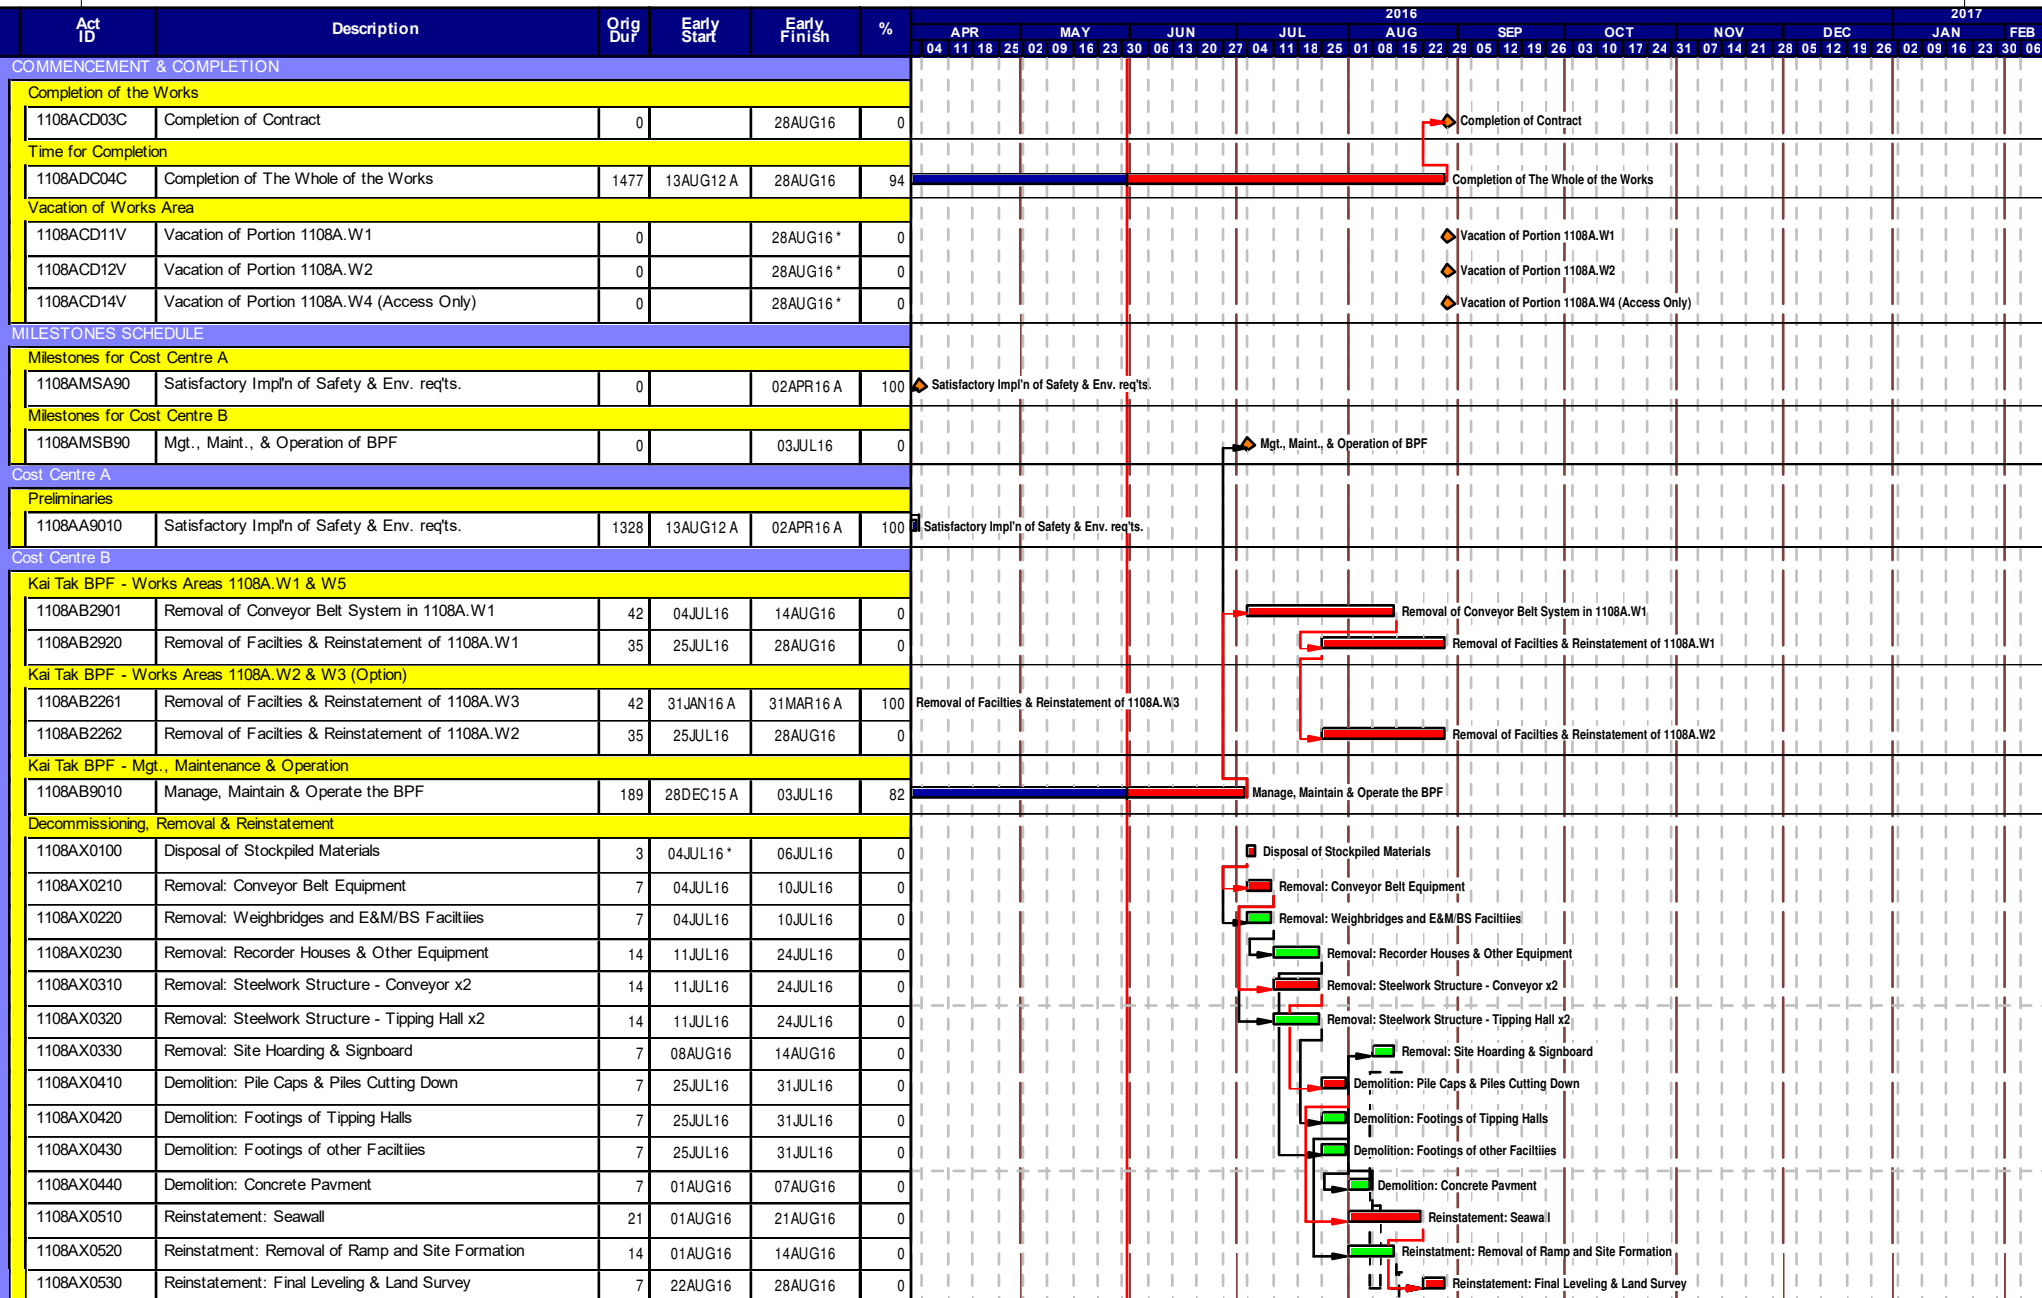 2016 2017
Act ID Description Orig Dur Early Start Early Finish % APR MAY JUN JUL AUG SEP OCT NOV DEC JAN FEB
04 11 18 25 02 09 16 23 30 06 13 20 27 04 11 18 25 01 08 15 22 29 05 12 19 26 03 10 17 24 31 07 14 21 28 05 12 19 26 02 09 16 23 30 06
COMMENCEMENT & COMPLETION
Completion of the Works
1108ACD03C Completion of Contract 0 28AUG16 0 Completion of Contract
Time for Completion
1108ADC04C Completion of The Whole of the Works 1477 13AUG12 A 28AUG16 94 Completion of The Whole of the Works
Vacation of Works Area
1108ACD11V Vacation of Portion 1108A.W1 0 28AUG16 * 0 Vacation of Portion 1108A.W1
1108ACD12V Vacation of Portion 1108A.W2 0 28AUG16 * 0 Vacation of Portion 1108A.W2
1108ACD14V Vacation of Portion 1108A.W4 (Access Only) 0 28AUG16 * 0 Vacation of Portion 1108A.W4 (Access Only)
MILESTONES SCHEDULE
Milestones for Cost Centre A
1108AMSA90 Satisfactory Impl'n of Safety & Env. req'ts. 0 02APR16 A 100 Satisfactory Impl'n of Safety & Env. req'ts.
Milestones for Cost Centre B
1108AMSB90 Mgt., Maint., & Operation of BPF 0 03JUL16 0 Mgt., Maint., & Operation of BPF
Cost Centre A
Preliminaries
1108AA9010 Satisfactory Impl'n of Safety & Env. req'ts. 1328 13AUG12 A 02APR16 A 100 Satisfactory Impl'n of Safety & Env. req'ts.
Cost Centre B
Kai Tak BPF - Works Areas 1108A.W1 & W5
1108AB2901 Removal of Conveyor Belt System in 1108A.W1 42 04JUL16 14AUG16 0 Removal of Conveyor Belt System in 1108A.W1
1108AB2920 Removal of Facilties & Reinstatement of 1108A.W1 35 25JUL16 28AUG16 0 Removal of Facilties & Reinstatement of 1108A.W1
Kai Tak BPF - Works Areas 1108A.W2 & W3 (Option)
1108AB2261 Removal of Facilties & Reinstatement of 1108A.W3 42 31JAN16 A 31MAR16 A 100 Removal of Facilties & Reinstatement of 1108A.W3
1108AB2262 Removal of Facilties & Reinstatement of 1108A.W2 35 25JUL16 28AUG16 0 Removal of Facilties & Reinstatement of 1108A.W2
Kai Tak BPF - Mgt., Maintenance & Operation
1108AB9010 Manage, Maintain & Operate the BPF 189 28DEC15 A 03JUL16 82 Manage, Maintain & Operate the BPF
Decommissioning, Removal & Reinstatement
1108AX0100 Disposal of Stockpiled Materials 3 04JUL16 * 06JUL16 0 Disposal of Stockpiled Materials
1108AX0210 Removal: Conveyor Belt Equipment 7 04JUL16 10JUL16 0 Removal: Conveyor Belt Equipment
1108AX0220 Removal: Weighbridges and E&M/BS Faciltiies 7 04JUL16 10JUL16 0 Removal: Weighbridges and E&M/BS Faciltiies
1108AX0230 Removal: Recorder Houses & Other Equipment 14 11JUL16 24JUL16 0 Removal: Recorder Houses & Other Equipment
1108AX0310 Removal: Steelwork Structure - Conveyor x2 14 11JUL16 24JUL16 0 Removal: Steelwork Structure - Conveyor x2
1108AX0320 Removal: Steelwork Structure - Tipping Hall x2 14 11JUL16 24JUL16 0 Removal: Steelwork Structure - Tipping Hall x2
1108AX0330 Removal: Site Hoarding & Signboard 7 08AUG16 14AUG16 0 Removal: Site Hoarding & Signboard
1108AX0410 Demolition: Pile Caps & Piles Cutting Down 7 25JUL16 31JUL16 0 Demolition: Pile Caps & Piles Cutting Down
1108AX0420 Demolition: Footings of Tipping Halls 7 25JUL16 31JUL16 0 Demolition: Footings of Tipping Halls
1108AX0430 Demolition: Footings of other Faciltiies 7 25JUL16 31JUL16 0 Demolition: Footings of other Faciltiies
1108AX0440 Demolition: Concrete Pavment 7 01AUG16 07AUG16 0 Demolition: Concrete Pavment
1108AX0510 Reinstatement: Seawall 21 01AUG16 21AUG16 0 Reinstatement: Seawall
1108AX0520 Reinstatment: Removal of Ramp and Site Formation 14 01AUG16 14AUG16 0 Reinstatment: Removal of Ramp and Site Formation
1108AX0530 Reinstatement: Final Leveling & Land Survey 7 22AUG16 28AUG16 0 Reinstatement: Final Leveling & Land Survey